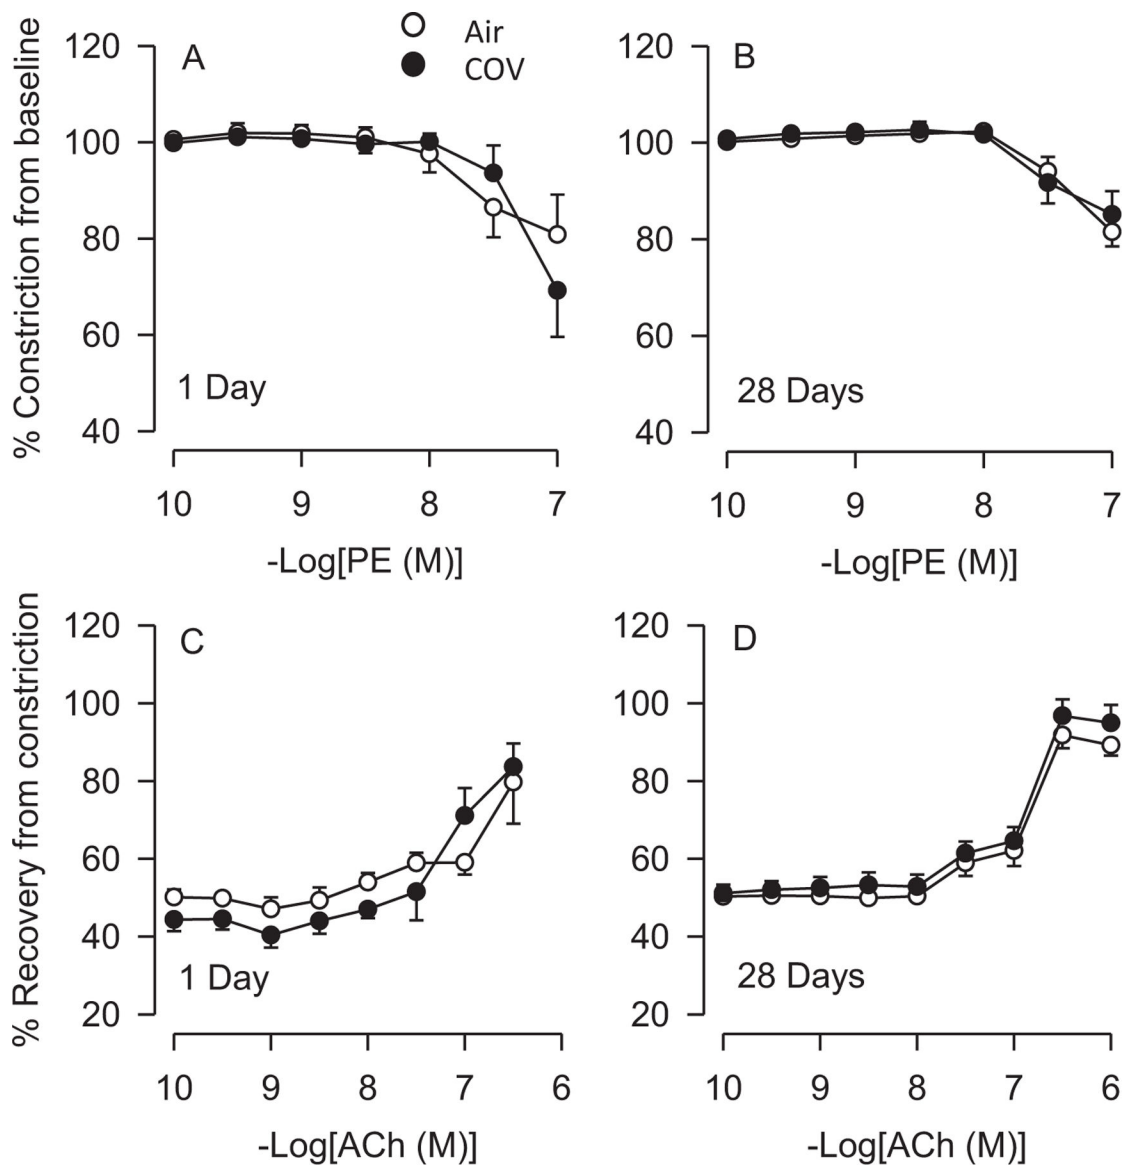 Air
COV
A
B
% Constriction from baseline
120
100
80
60
40
1 Day
10
9
8
7
-Log[PE (M)]
120
100
80
60
40
28 Days
10
9
8
7
-Log[PE (M)]
% Recovery from constriction
C
120
100
80
60
40
20
1 Day
10
9
8
7
6
-Log[ACh (M)]
D
120
100
80
60
40
20
28 Days
10
9
8
7
6
-Log[ACh (M)]